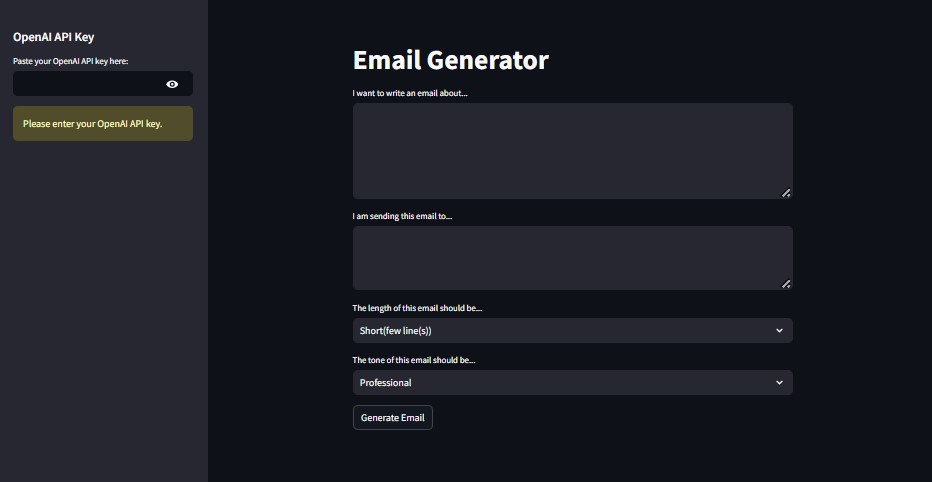 OpenAI API Key
Paste your OpenAI API key here:
Please enter your OpenAI API key.
Email Generator
I want to write an email about...
I am sending this email to...
The length of this email should be...
Short(few line(s))
The tone of this email should be...
Professional
Generate Email